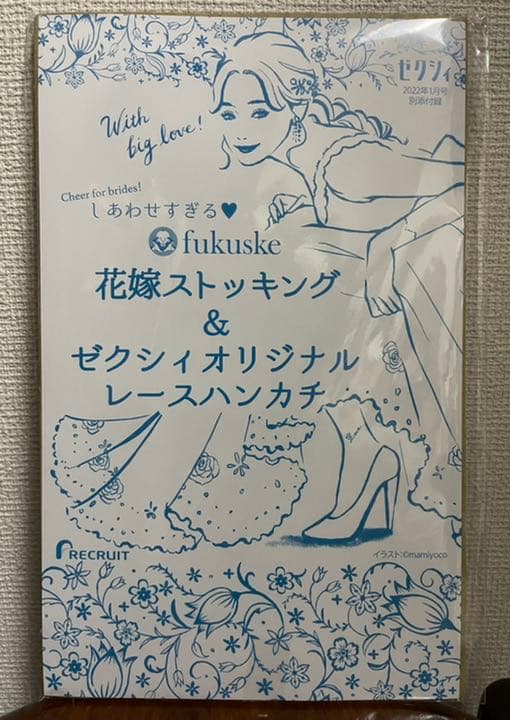 ゼクシィ
2022年1月号
別添付録
With
big love!
Cheer for brides!
しあわせすぎる♥
fukuske
花嫁ストッキング
&
ゼクシィオリジナル
レースハンカチ
RECRUIT
イラスト:©mamiyoco